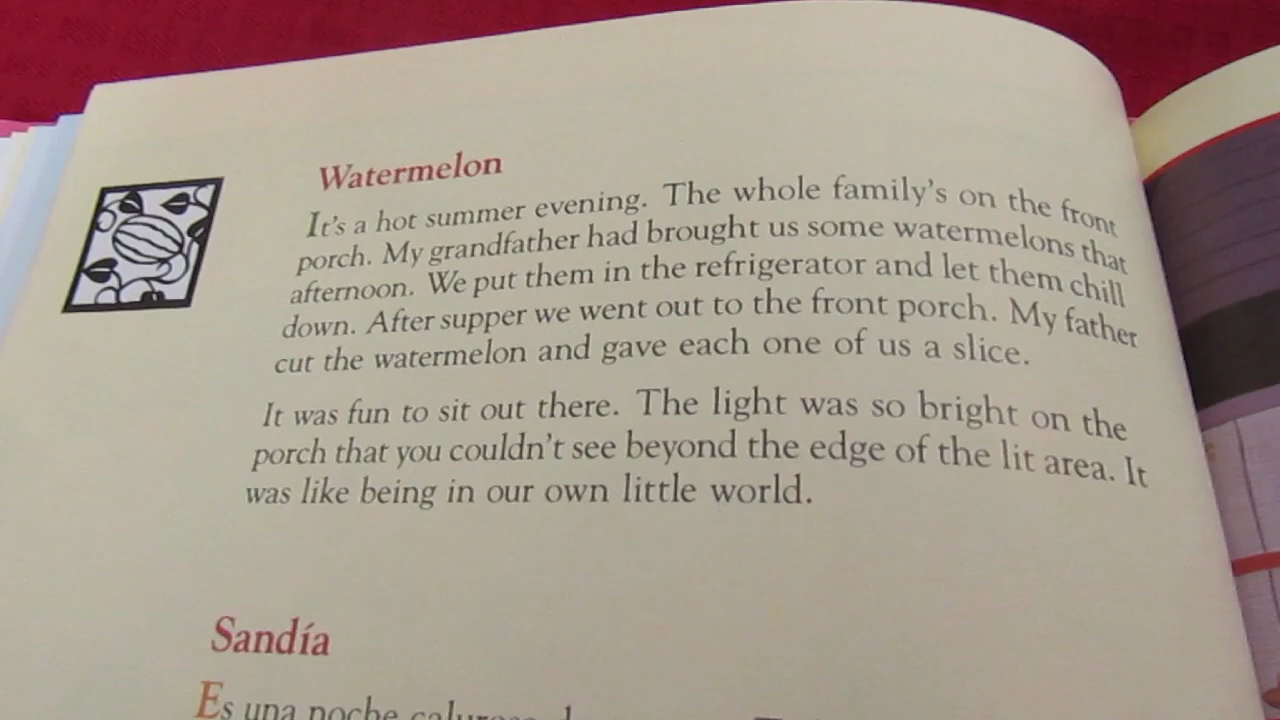 Watermelon
It's a hot summer evening. The whole family's on the front
porch. My grandfather had brought us some watermelons that
afternoon. We put them in the refrigerator and let them chill
down. After supper we went out to the front porch. My father
cut the watermelon and gave each one of us a slice.
It was fun to sit out there. The light was so bright on the
porch that you couldn't see beyond the edge of the lit area. It
was like being in our own little world.
Sandía
Es una noche calurosa